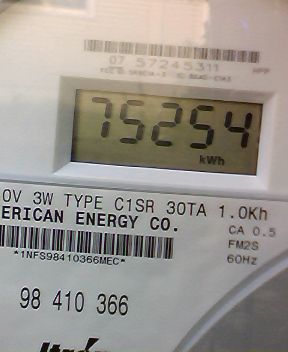 07 57245311
75254
kWh
0V 3W TYPE C1SR 30TA 1.0Kh
ERICAN ENERGY CO.
CA 0.5
FM2S
60Hz
*1NFS98410366MEC*
98 410 366
Itron